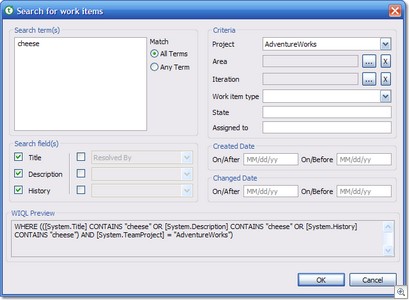 Search for work items
Search term(s)
cheese
Match
All Terms
Any Term
Criteria
Project AdventureWorks
Area ... X
Iteration ... X
Work item type
State
Assigned to
Search field(s)
Title Resolved By
Description
History
Created Date
On/After MM/dd/yy On/Before MM/dd/yy
Changed Date
On/After MM/dd/yy On/Before MM/dd/yy
WIQL Preview
WHERE (([System.Title] CONTAINS "cheese" OR [System.Description] CONTAINS "cheese" OR [System.History]
CONTAINS "cheese") AND [System.TeamProject] = "AdventureWorks")
OK Cancel